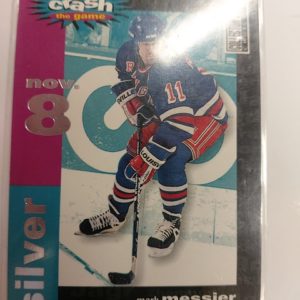 crash
the game
nov.
8
silver
11
mark messier